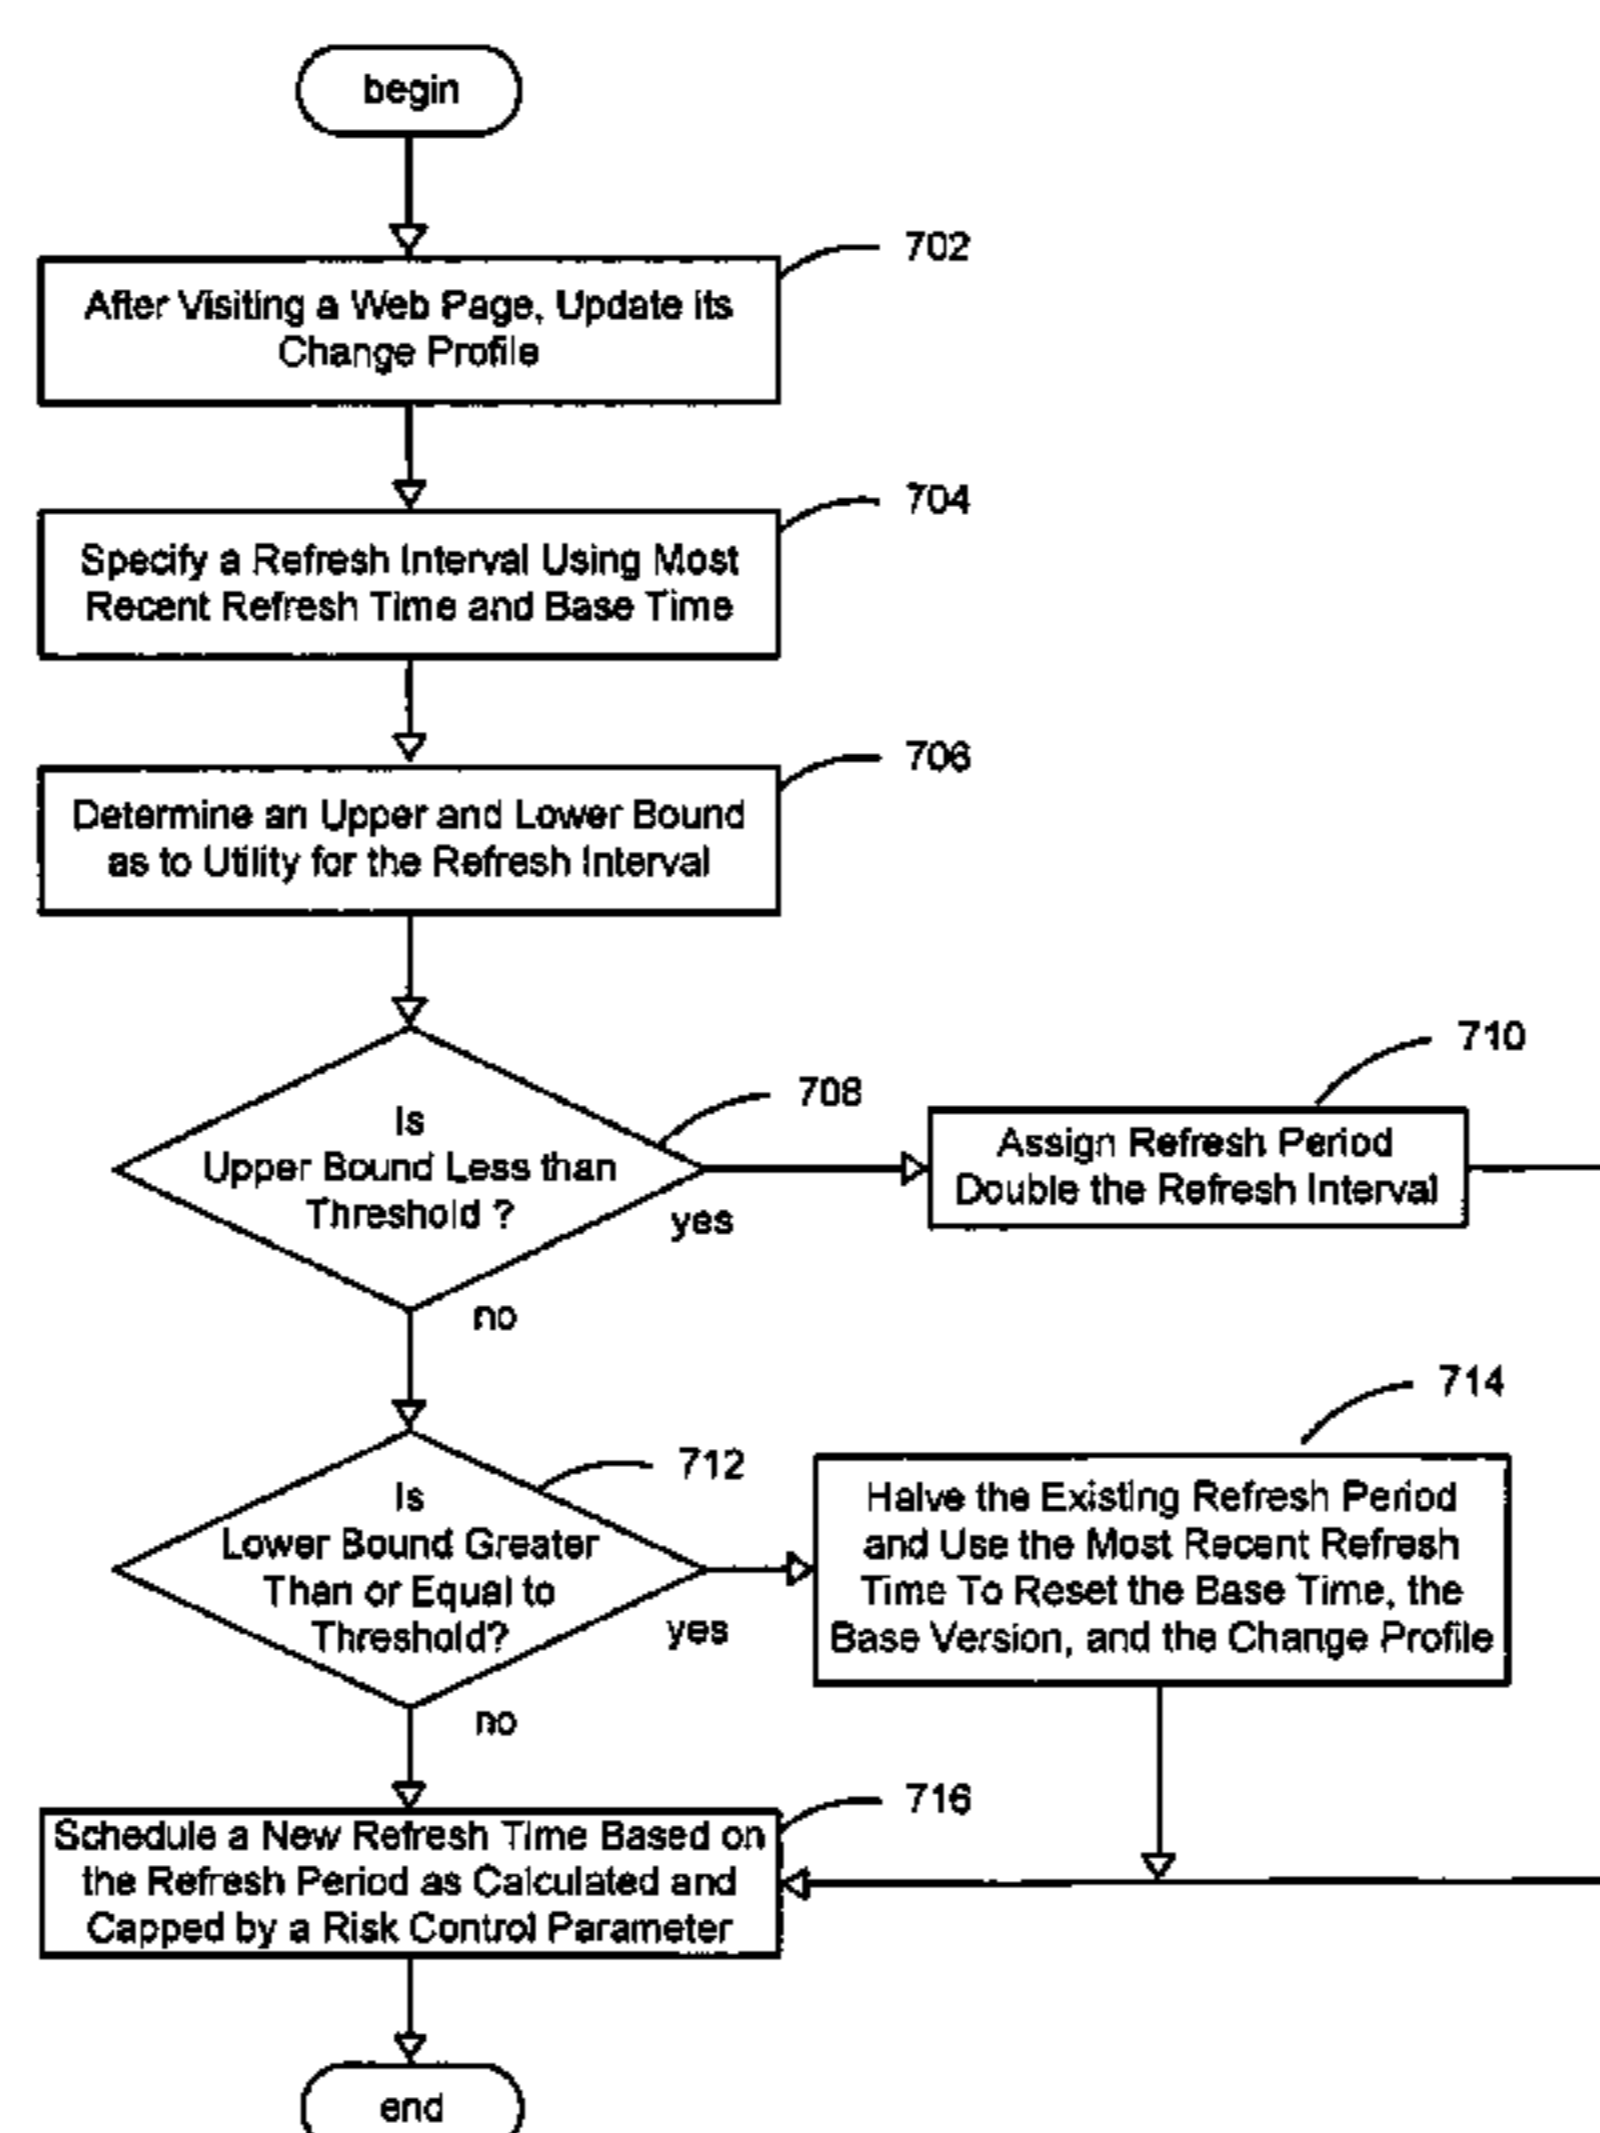 begin
702
After Visiting a Web Page, Update its
Change Profile
704
Specify a Refresh Interval Using Most
Recent Refresh Time and Base Time
706
Determine an Upper and Lower Bound
as to Utility for the Refresh Interval
708
Is
Upper Bound Less than
Threshold ?
yes
no
710
Assign Refresh Period
Double the Refresh Interval
712
Is
Lower Bound Greater
Than or Equal to
Threshold?
yes
no
714
Halve the Existing Refresh Period
and Use the Most Recent Refresh
Time To Reset the Base Time, the
Base Version, and the Change Profile
716
Schedule a New Refresh Time Based on
the Refresh Period as Calculated and
Capped by a Risk Control Parameter
end